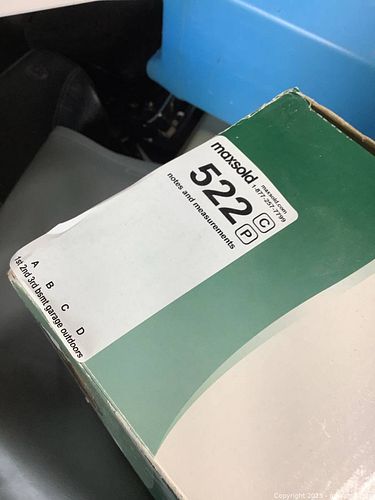 maxsold
maxsold.com
1-877-257-7799
522
C
P
notes and measurements
A B C D
1st 2nd 3rd bsmt garage outdoors